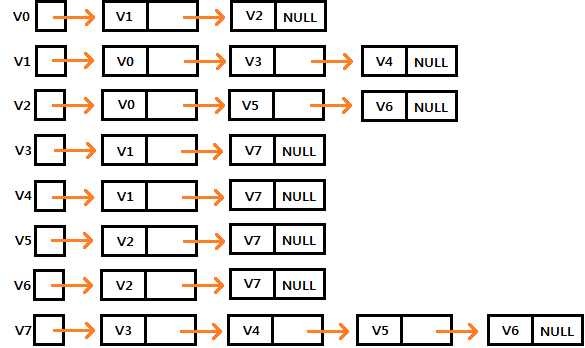 V0 V1 V2 NULL
V1 V0 V3 V4 NULL
V2 V0 V5 V6 NULL
V3 V1 V7 NULL
V4 V1 V7 NULL
V5 V2 V7 NULL
V6 V2 V7 NULL
V7 V3 V4 V5 V6 NULL